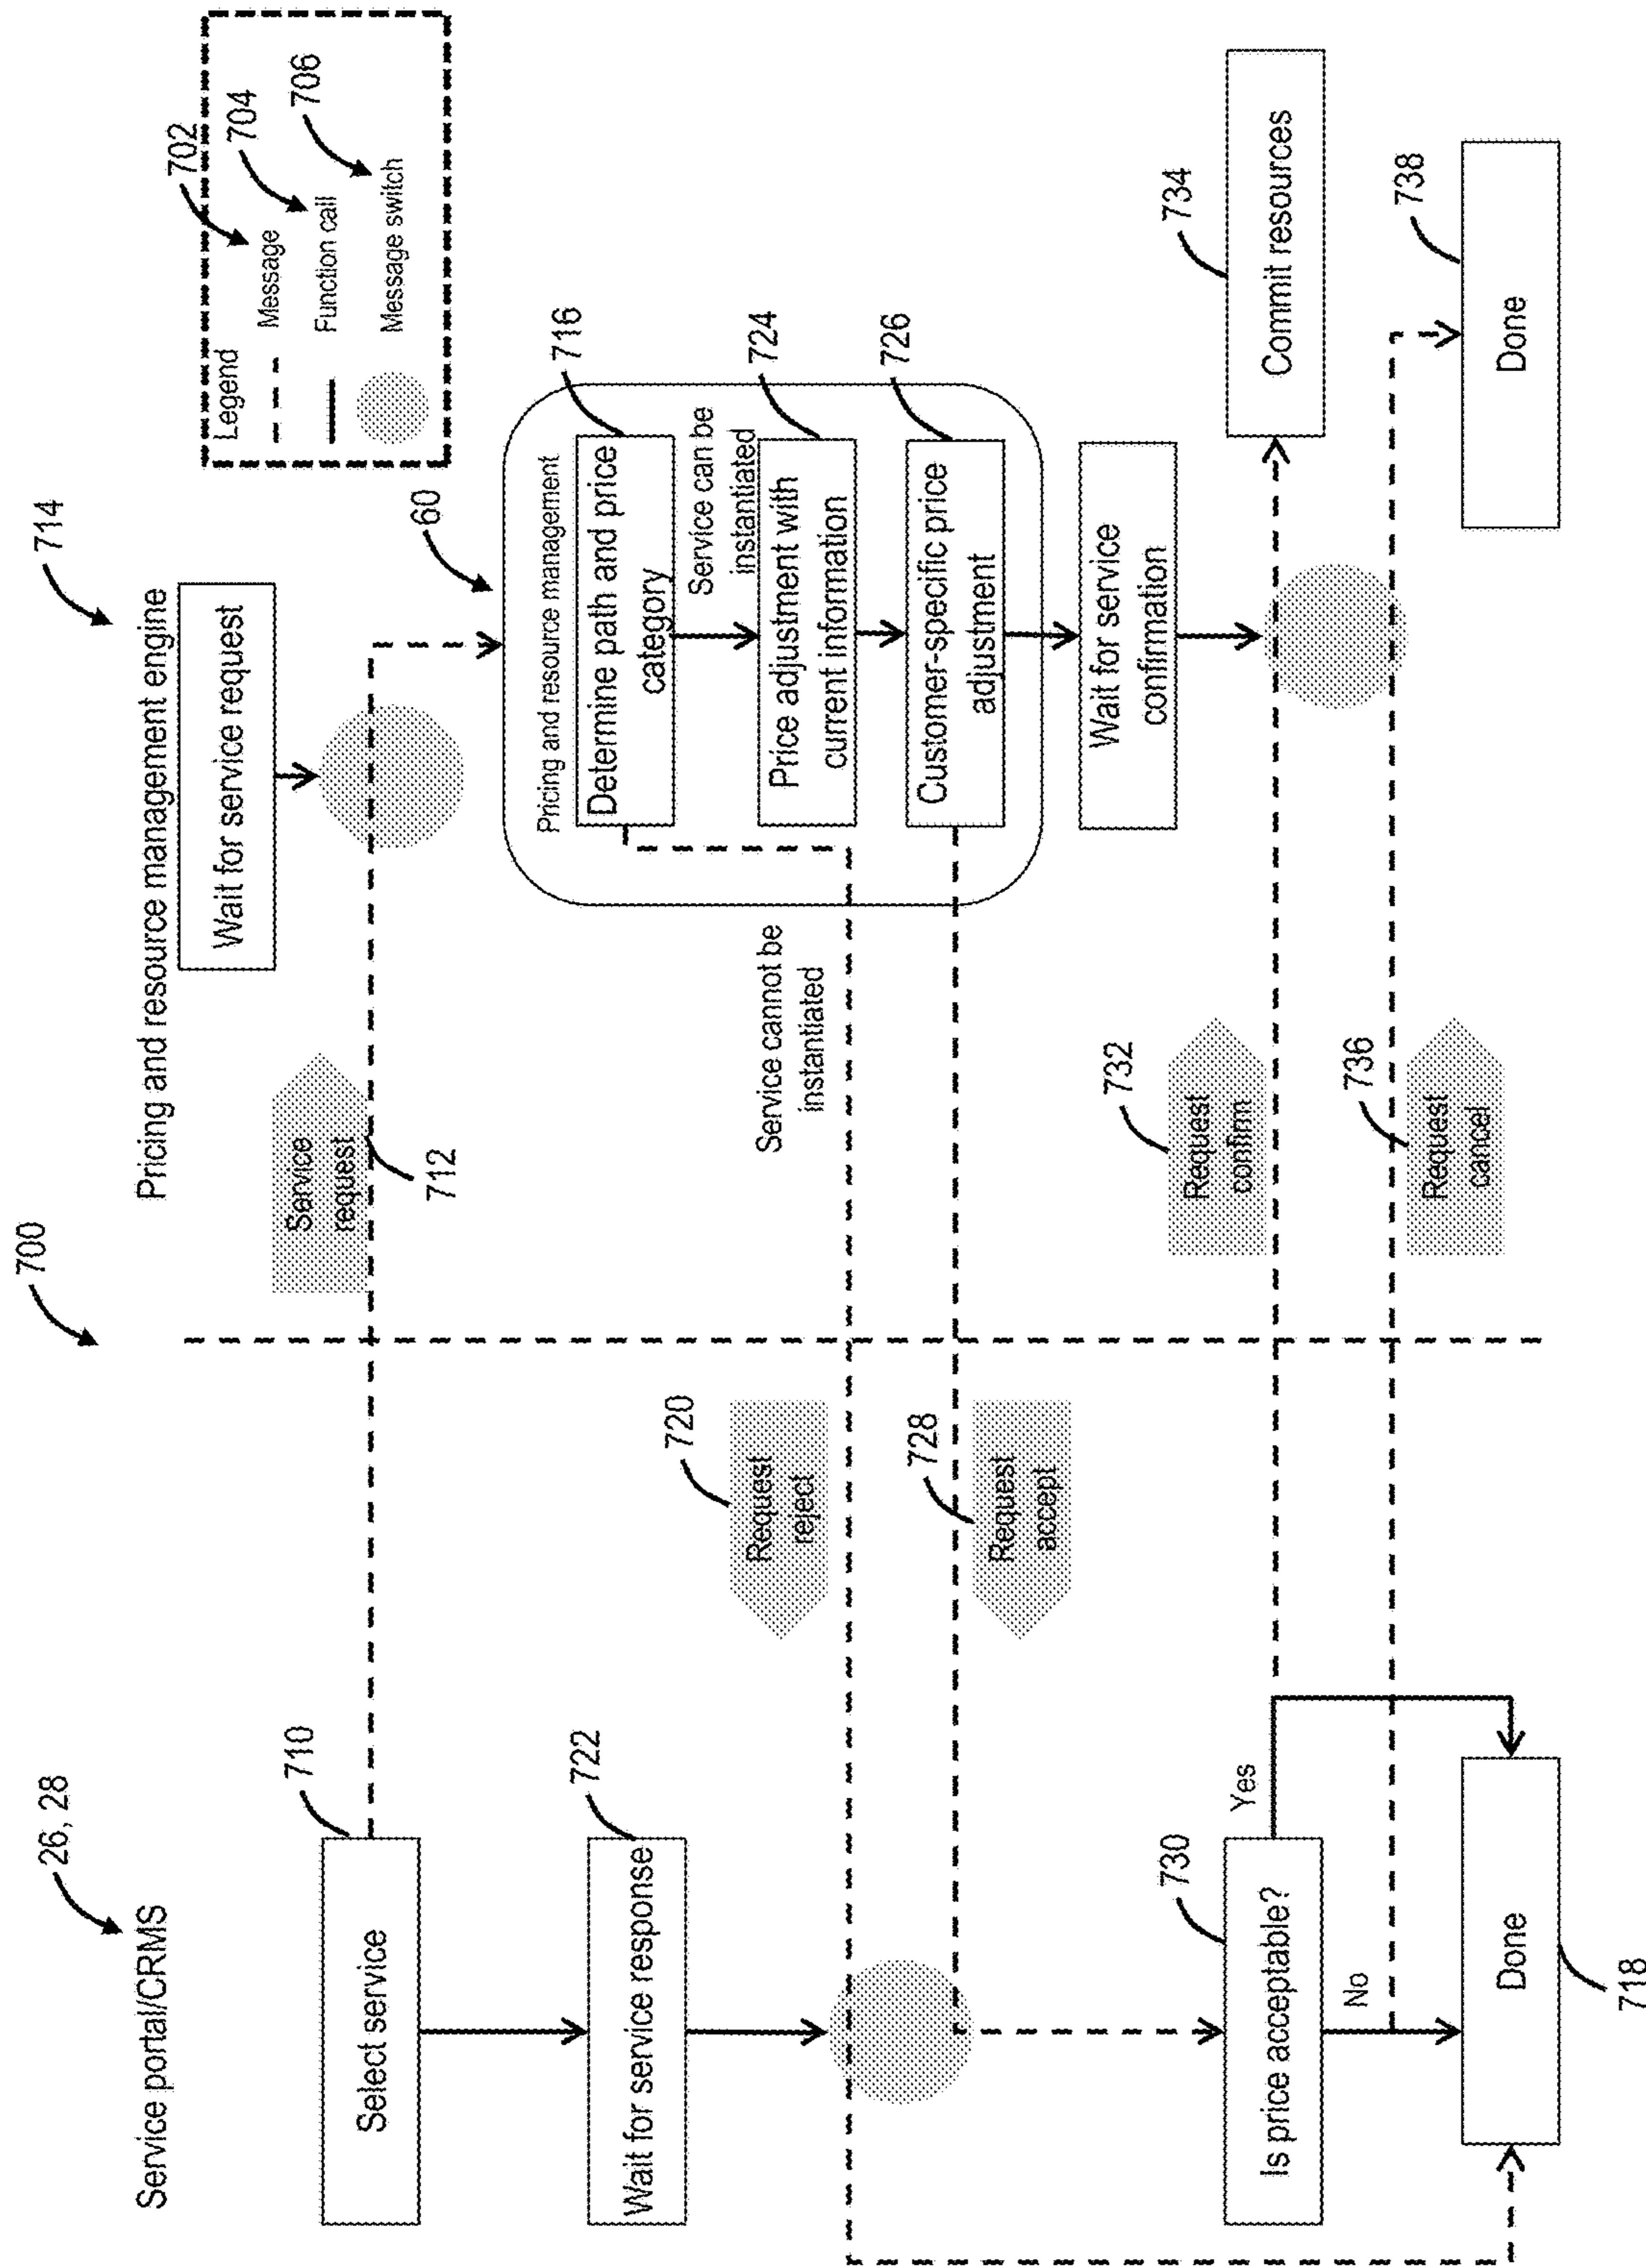 700
26, 28
Service portal/CRMS
714
Pricing and resource management engine
Legend
Message
702
Function call
704
Message switch
706
710
Select service
Wait for service request
Service
request
712
722
Wait for service response
60
Pricing and resource management
716
Determine path and price
category
Service can be
instantiated
724
Price adjustment with
current information
726
Customer-specific price
adjustment
Service cannot be
instantiated
720
Request
reject
728
Request
accept
Wait for service
confirmation
730
Is price acceptable?
Yes
No
732
Request
confirm
734
Commit resources
736
Request
cancel
738
Done
Done
718